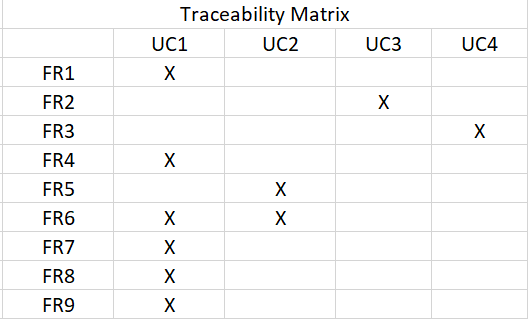 Traceability Matrix
UC1 UC2 UC3 UC4
FR1 X
FR2 X
FR3 X
FR4 X
FR5 X
FR6 X X
FR7 X
FR8 X
FR9 X